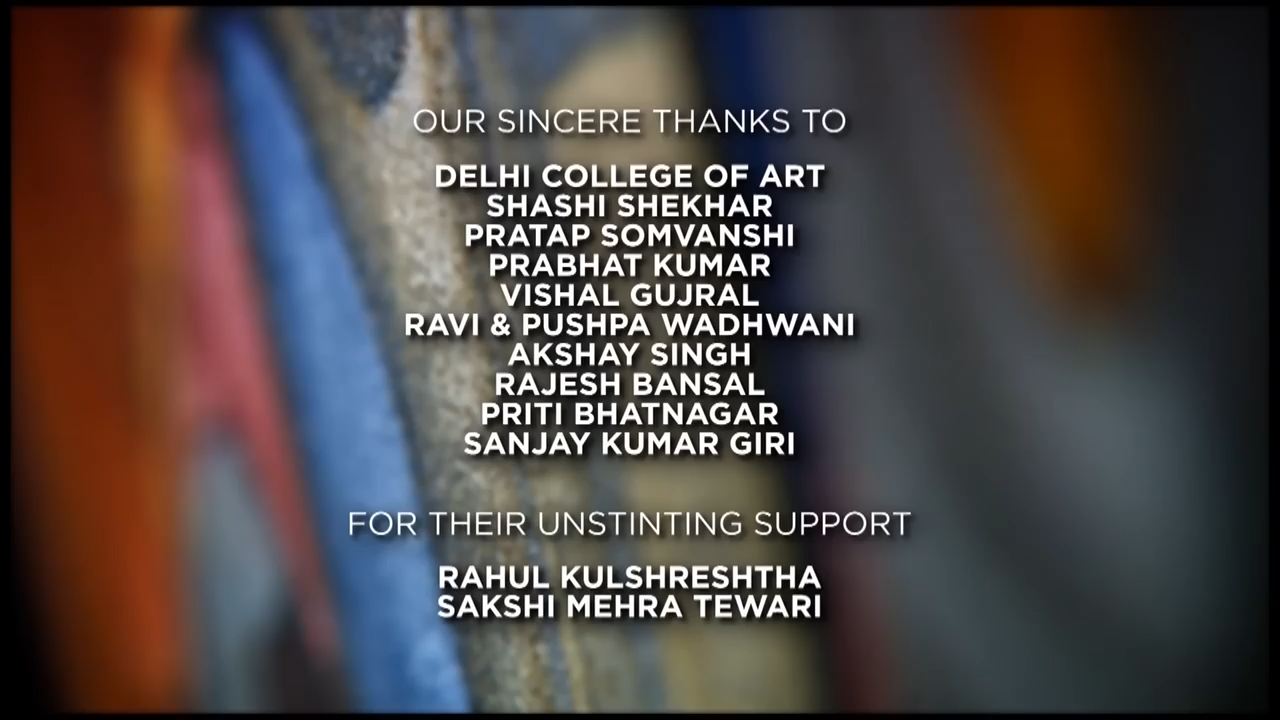 OUR SINCERE THANKS TO
DELHI COLLEGE OF ART
SHASHI SHEKHAR
PRATAP SOMVANSHI
PRABHAT KUMAR
VISHAL GUJRAL
RAVI & PUSHPA WADHWANI
AKSHAY SINGH
RAJESH BANSAL
PRITI BHATNAGAR
SANJAY KUMAR GIRI
FOR THEIR UNSTINTING SUPPORT
RAHUL KULSHRESHTHA
SAKSHI MEHRA TEWARI